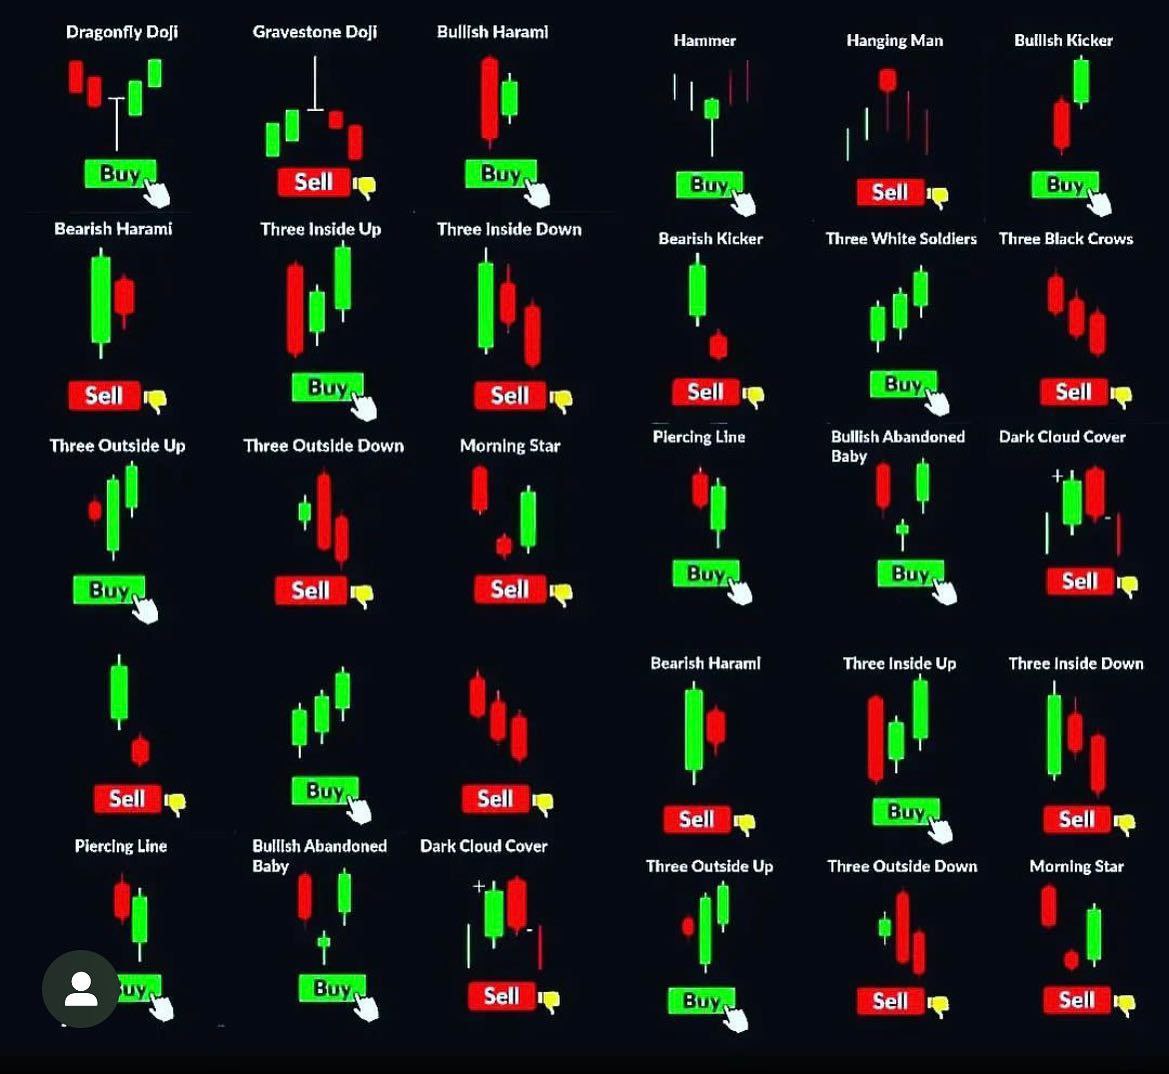 Dragonfly Doji
Gravestone Doji
Bullish Harami
Hammer
Hanging Man
Bullish Kicker
Buy
Sell
Buy
Buy
Sell
Buy
Bearish Harami
Three Inside Up
Three Inside Down
Bearish Kicker
Three White Soldiers
Three Black Crows
Sell
Buy
Sell
Sell
Buy
Sell
Three Outside Up
Three Outside Down
Morning Star
Piercing Line
Bullish Abandoned
Baby
Dark Cloud Cover
Buy
Sell
Sell
Buy
Buy
Sell
Bearish Harami
Three Inside Up
Three Inside Down
Sell
Buy
Sell
Sell
Buy
Sell
Piercing Line
Bullish Abandoned
Baby
Dark Cloud Cover
Three Outside Up
Three Outside Down
Morning Star
uy
Buy
Sell
Buy
Sell
Sell